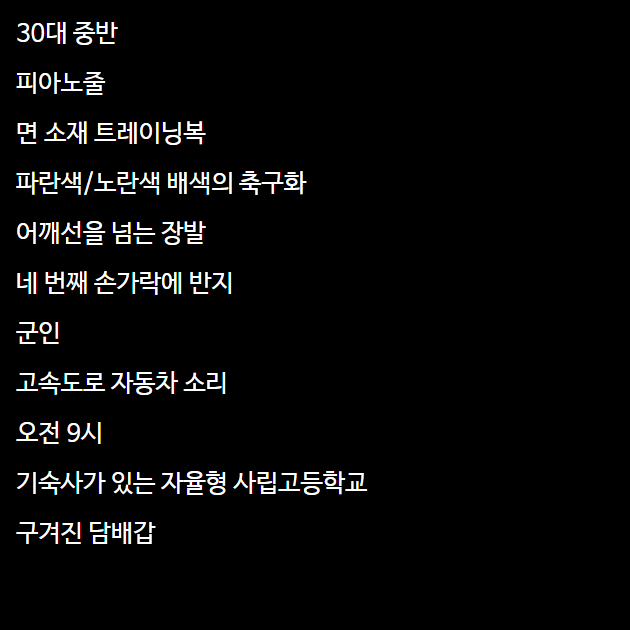 30대 중반
피아노줄
면 소재 트레이닝복
파란색/노란색 배색의 축구화
어깨선을 넘는 장발
네 번째 손가락에 반지
군인
고속도로 자동차 소리
오전 9시
기숙사가 있는 자율형 사립고등학교
구겨진 담배갑